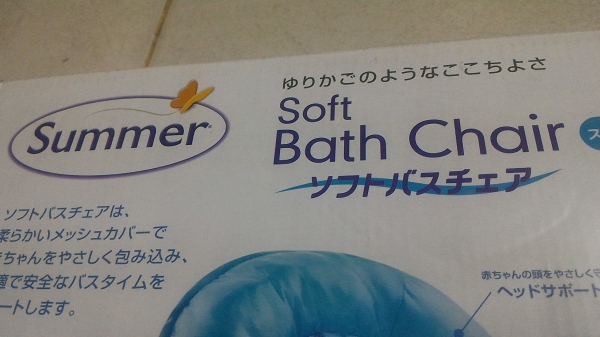 Summer
ゆりかごのようなここちよさ
Soft
Bath Chair
ソフトバスチェア
ソフトバスチェアは、
柔らかいメッシュカバーで
ちゃんをやさしく包み込み、
適で安全なバスタイムを
ートします。
赤ちゃんの頭をやさしく
ヘッドサポート